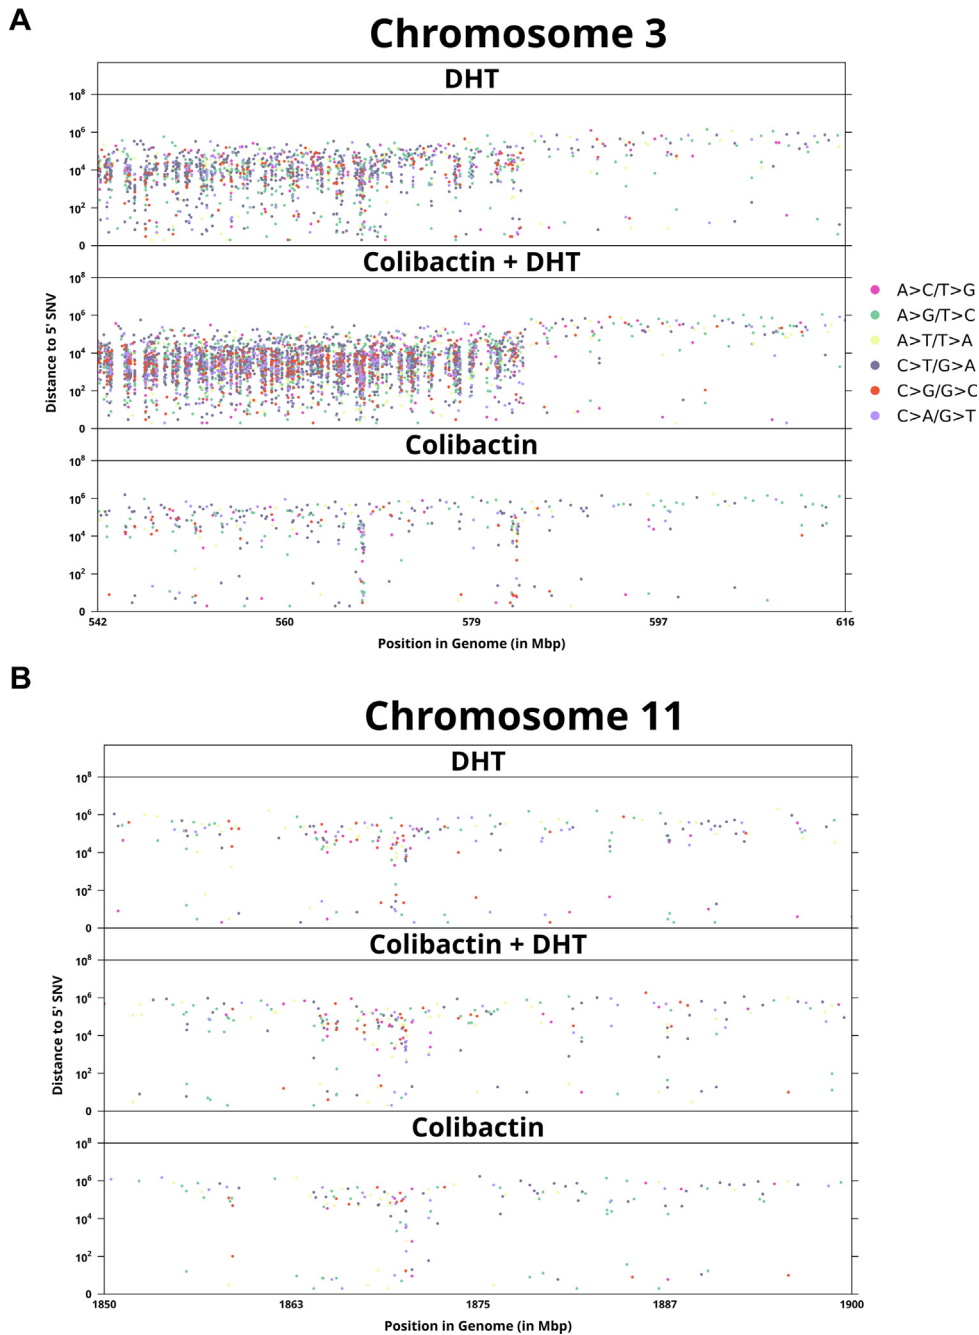 A
Chromosome 3
DHT
10⁸
10⁶
10⁴
10²
0
Colibactin + DHT
10⁸
10⁶
10⁴
10²
0
Colibactin
10⁸
10⁶
10⁴
10²
0
Distance to 5' SNV
542 560 579 597 616
Position in Genome (in Mbp)
A>C/T>G
A>G/T>C
A>T/T>A
C>T/G>A
C>G/G>C
C>A/G>T
B
Chromosome 11
DHT
10⁸
10⁶
10⁴
10²
0
Colibactin + DHT
10⁸
10⁶
10⁴
10²
0
Colibactin
10⁸
10⁶
10⁴
10²
0
Distance to 5' SNV
1850 1863 1875 1887 1900
Position in Genome (in Mbp)